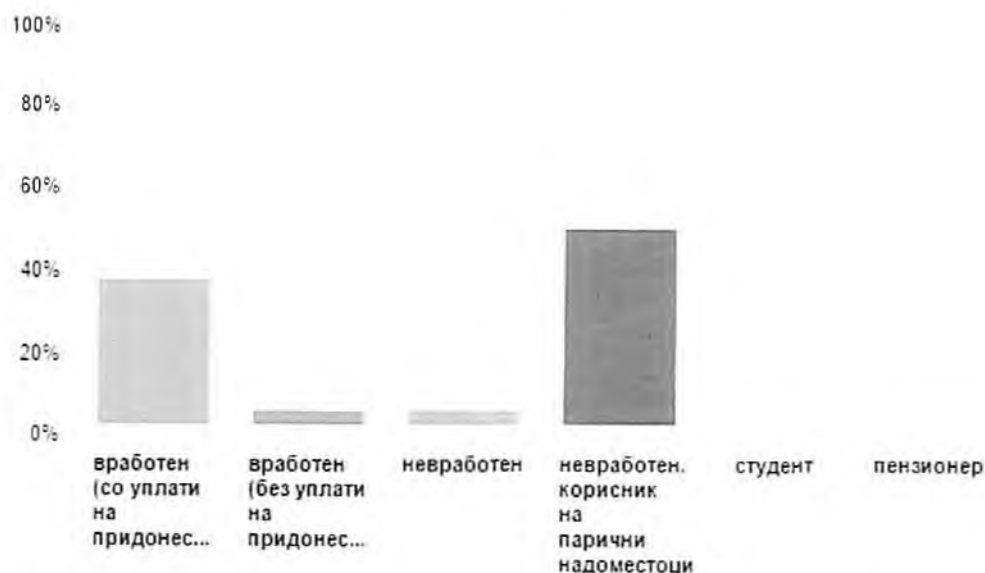 100%
80%
60%
40%
20%
0%
вработен
(со уплати
на
придонес...
вработен
(без уплати
на
придонес...
невработен
невработен.
корисник
на
парични
надоместоци
студент
пензионер